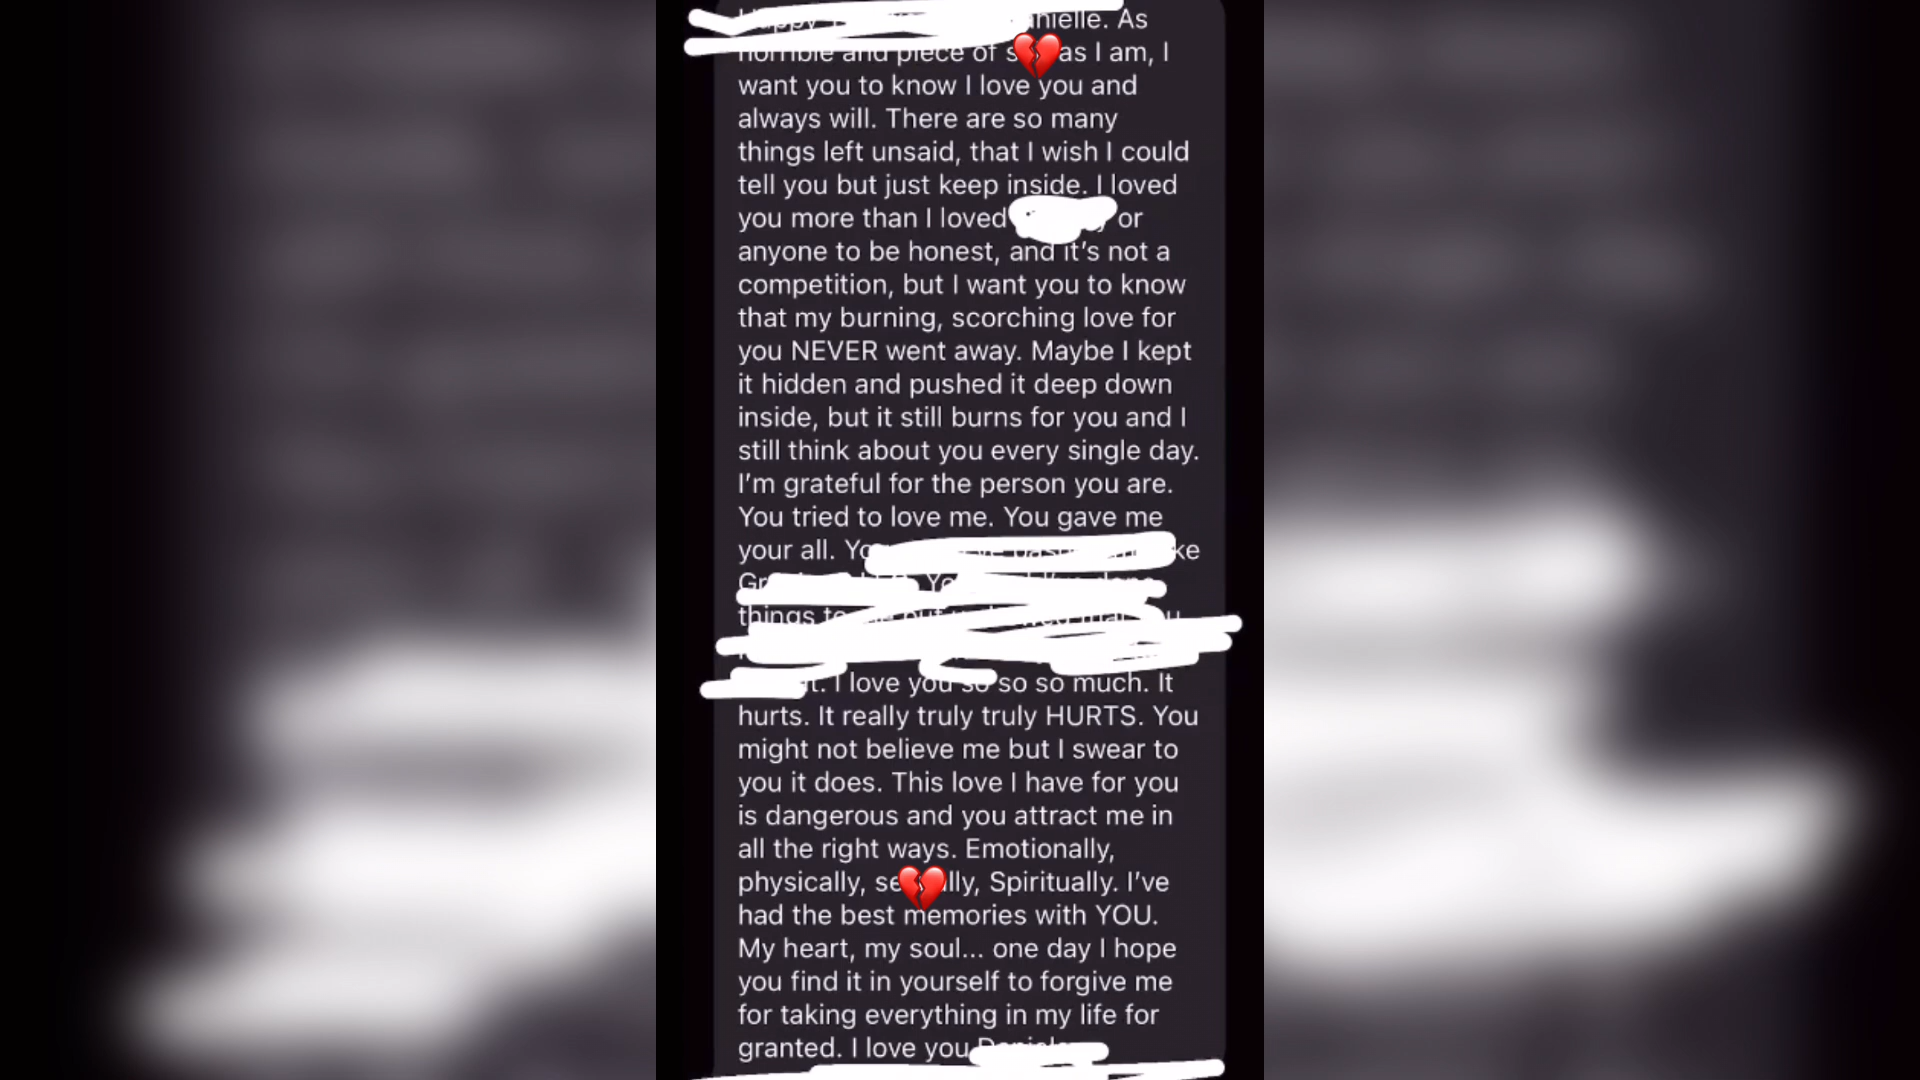 Happy anielle. As
horrible and piece of s as I am, I
want you to know I love you and
always will. There are so many
things left unsaid, that I wish I could
tell you but just keep inside. I loved
you more than I loved or
anyone to be honest, and it's not a
competition, but I want you to know
that my burning, scorching love for
you NEVER went away. Maybe I kept
it hidden and pushed it deep down
inside, but it still burns for you and I
still think about you every single day.
I'm grateful for the person you are.
You tried to love me. You gave me
your all.
things
I love you so so so much. It
hurts. It really truly truly HURTS. You
might not believe me but I swear to
you it does. This love I have for you
is dangerous and you attract me in
all the right ways. Emotionally,
physically, se lly, Spiritually. I've
had the best memories with YOU.
My heart, my soul... one day I hope
you find it in yourself to forgive me
for taking everything in my life for
granted. I love you